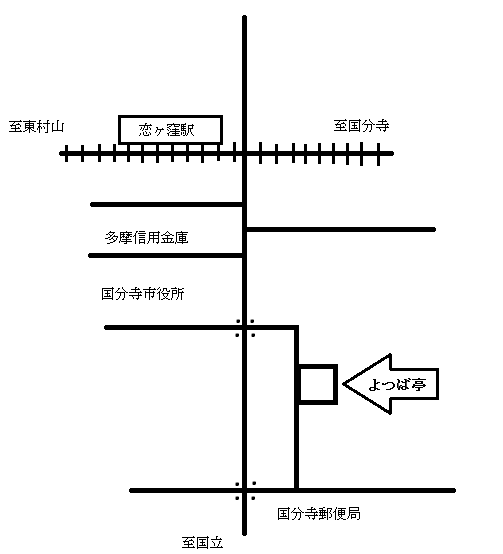 恋ヶ窪駅
至東村山
至国分寺
多摩信用金庫
国分寺市役所
よつば亭
国分寺郵便局
至国立